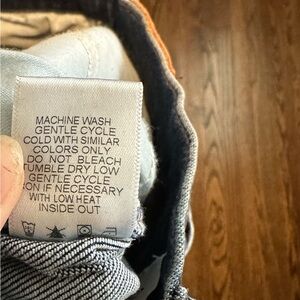 MACHINE WASH
GENTLE CYCLE
COLD WITH SIMILAR
COLORS ONLY
DO NOT BLEACH
TUMBLE DRY LOW
GENTLE CYCLE
ON IF NECESSARY
WITH LOW HEAT
INSIDE OUT